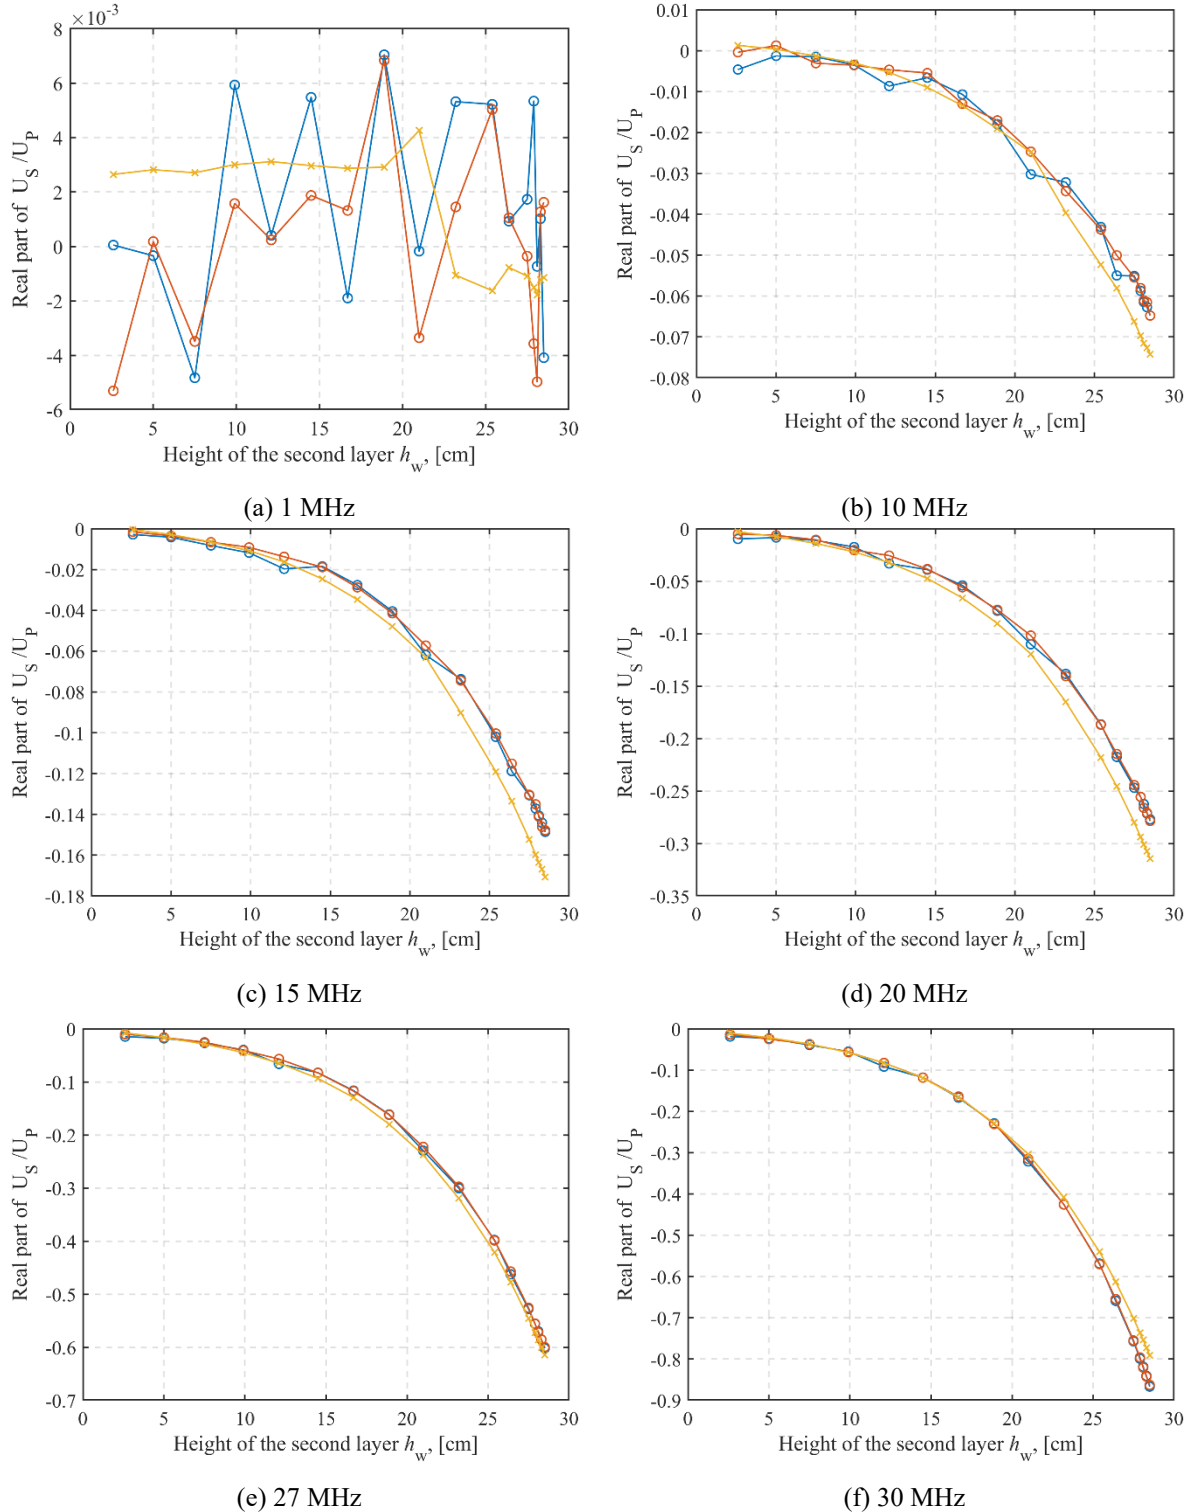 ×10⁻³
8
6
4
2
0
-2
-4
-6
0 5 10 15 20 25 30
Real part of U_S/U_P
Height of the second layer h_w, [cm]
(a) 1 MHz
0.01
0
-0.01
-0.02
-0.03
-0.04
-0.05
-0.06
-0.07
-0.08
0 5 10 15 20 25 30
Real part of U_S/U_P
Height of the second layer h_w, [cm]
(b) 10 MHz
0
-0.02
-0.04
-0.06
-0.08
-0.1
-0.12
-0.14
-0.16
-0.18
0 5 10 15 20 25 30
Real part of U_S/U_P
Height of the second layer h_w, [cm]
(c) 15 MHz
0
-0.05
-0.1
-0.15
-0.2
-0.25
-0.3
-0.35
0 5 10 15 20 25 30
Real part of U_S/U_P
Height of the second layer h_w, [cm]
(d) 20 MHz
0
-0.1
-0.2
-0.3
-0.4
-0.5
-0.6
-0.7
0 5 10 15 20 25 30
Real part of U_S/U_P
Height of the second layer h_w, [cm]
(e) 27 MHz
0
-0.1
-0.2
-0.3
-0.4
-0.5
-0.6
-0.7
-0.8
-0.9
0 5 10 15 20 25 30
Real part of U_S/U_P
Height of the second layer h_w, [cm]
(f) 30 MHz